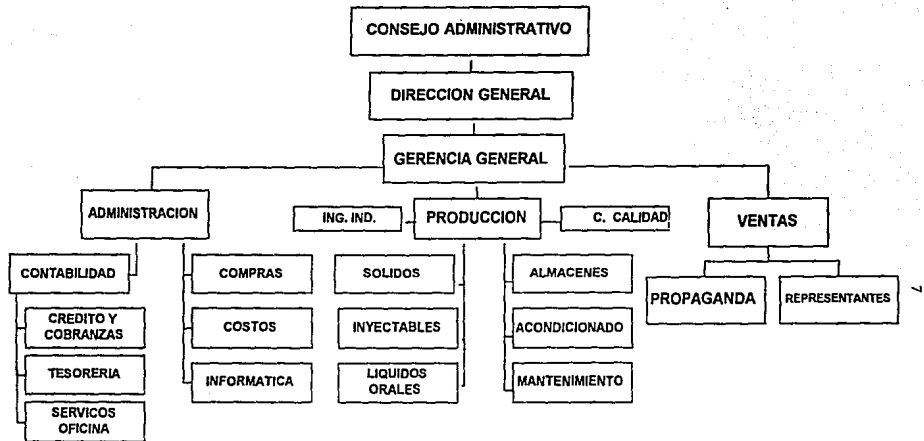 CONSEJO ADMINISTRATIVO
DIRECCION GENERAL
GERENCIA GENERAL
ADMINISTRACION
ING. IND.
PRODUCCION
C. CALIDAD
VENTAS
CONTABILIDAD
COMPRAS
SOLIDOS
ALMACENES
PROPAGANDA
REPRESENTANTES
7
CREDITO Y
COBRANZAS
COSTOS
INYECTABLES
ACONDICIONADO
TESORERIA
INFORMATICA
LIQUIDOS
ORALES
MANTENIMIENTO
SERVICOS
OFICINA